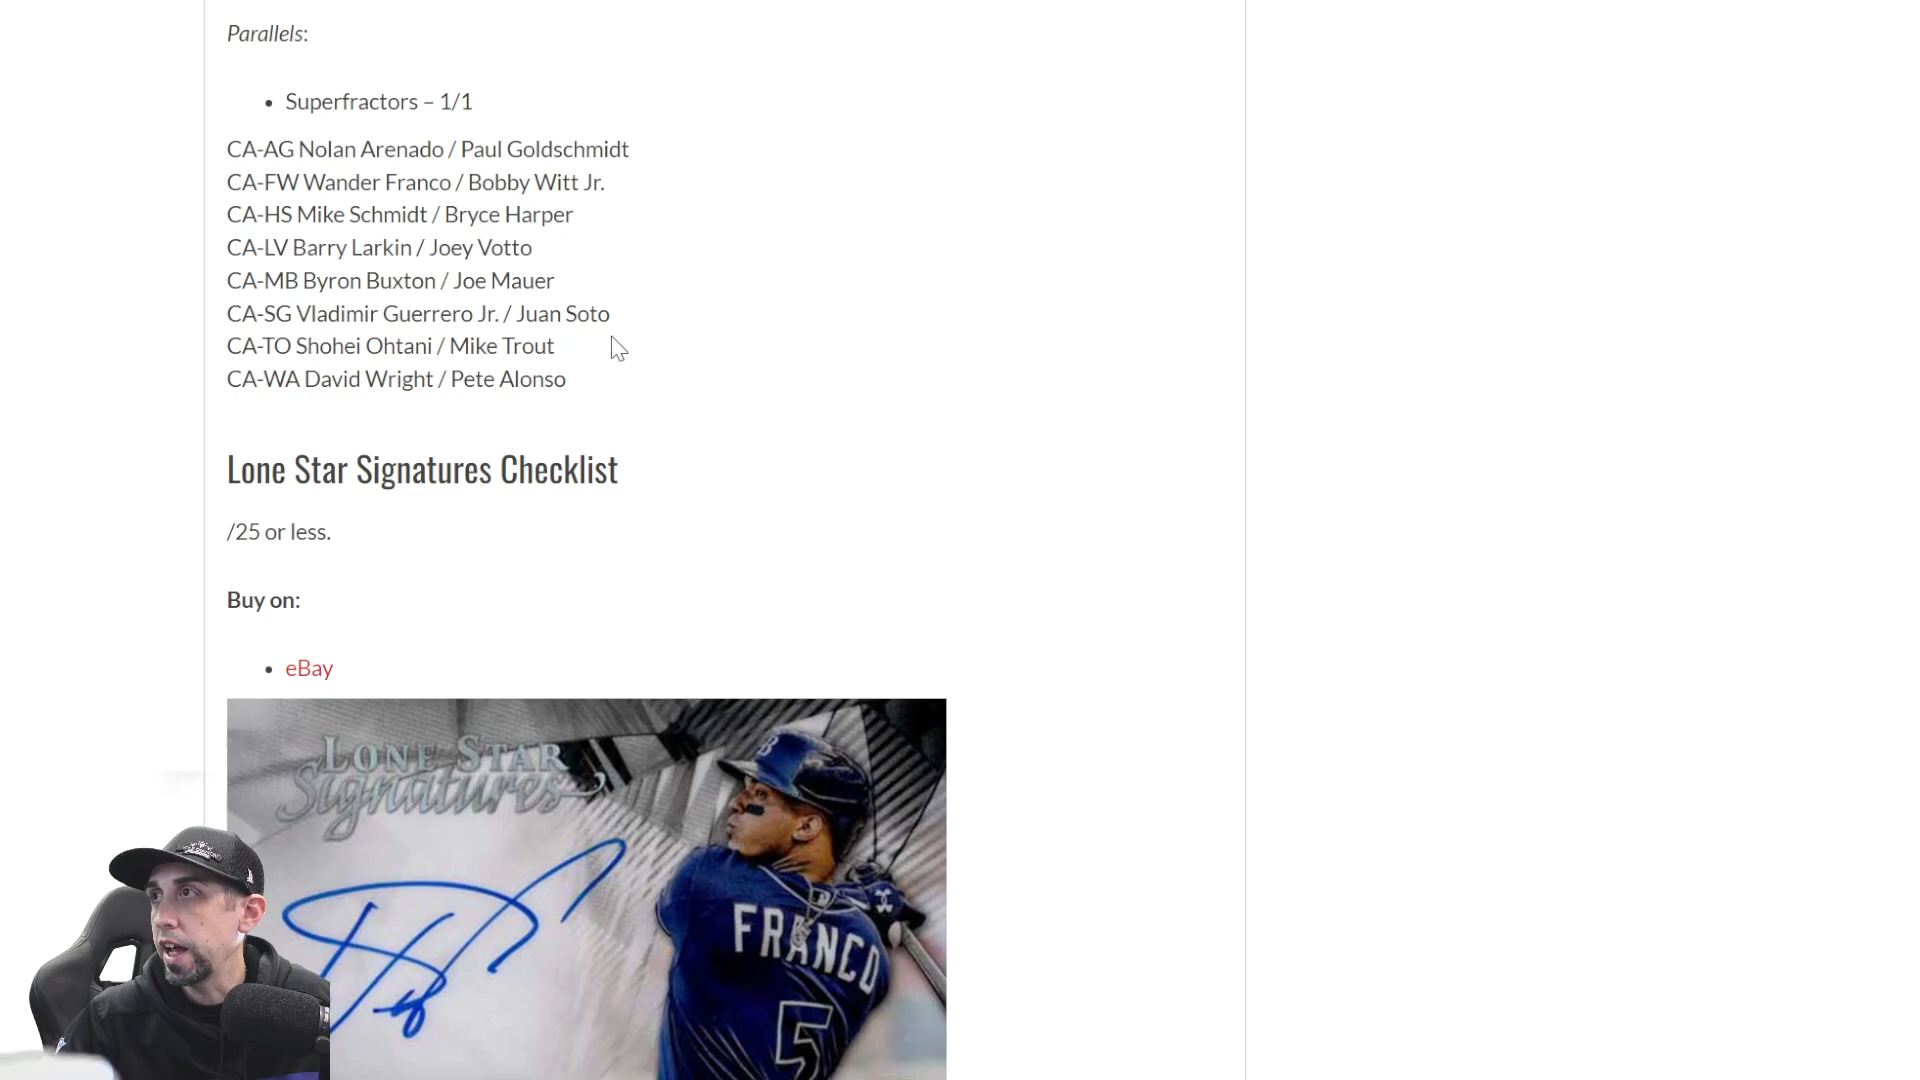 Parallels:
• Superfractors – 1/1
CA-AG Nolan Arenado / Paul Goldschmidt
CA-FW Wander Franco / Bobby Witt Jr.
CA-HS Mike Schmidt / Bryce Harper
CA-LV Barry Larkin / Joey Votto
CA-MB Byron Buxton / Joe Mauer
CA-SG Vladimir Guerrero Jr. / Juan Soto
CA-TO Shohei Ohtani / Mike Trout
CA-WA David Wright / Pete Alonso
Lone Star Signatures Checklist
/25 or less.
Buy on:
• eBay
LONE STAR
Signatures
FRANCO
5